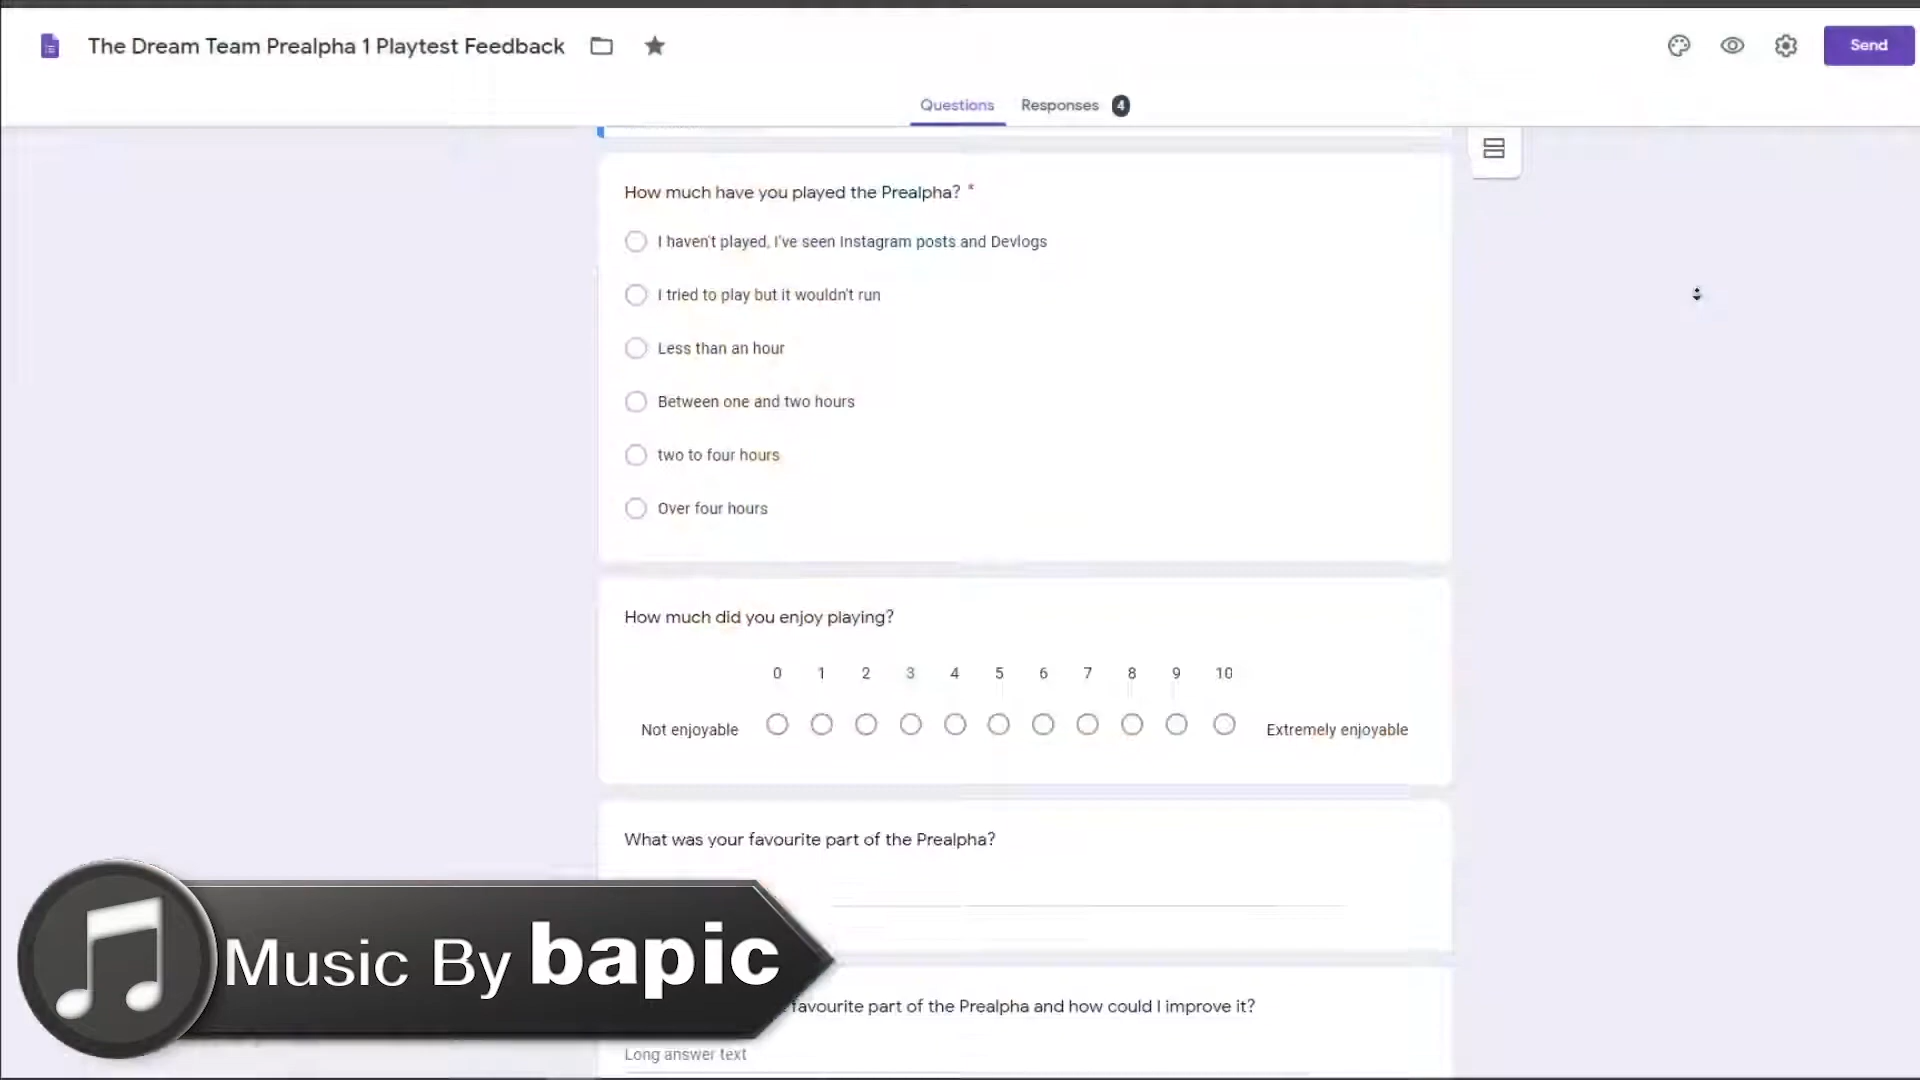 The Dream Team Prealpha 1 Playtest Feedback
Send
Questions Responses 4
How much have you played the Prealpha? *
I haven't played, I've seen Instagram posts and Devlogs
I tried to play but it wouldn't run
Less than an hour
Between one and two hours
two to four hours
Over four hours
How much did you enjoy playing?
0 1 2 3 4 5 6 7 8 9 10
Not enjoyable Extremely enjoyable
What was your favourite part of the Prealpha?
Music By bapic
favourite part of the Prealpha and how could I improve it?
Long answer text